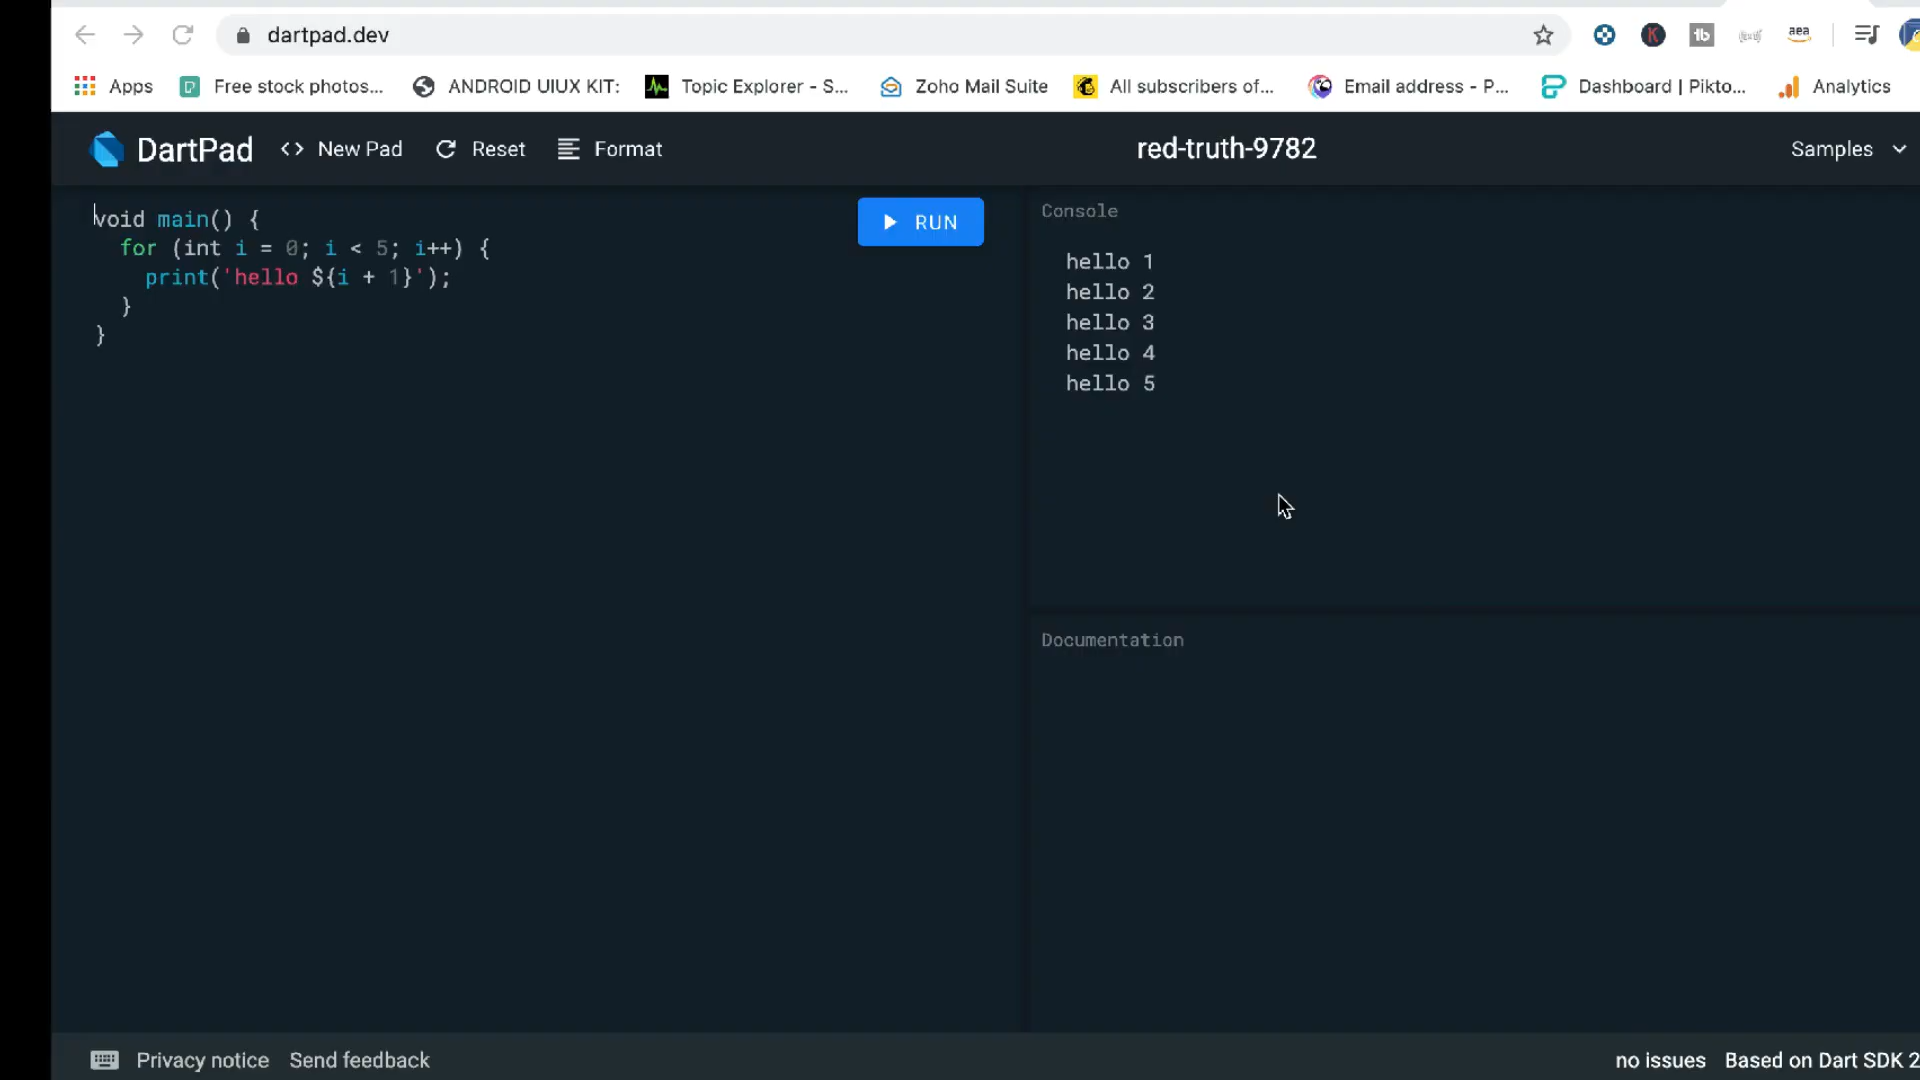 dartpad.dev
Apps Free stock photos... ANDROID UIUX KIT: Topic Explorer - S... Zoho Mail Suite All subscribers of... Email address - P... Dashboard | Pikto... Analytics
DartPad <> New Pad Reset Format red-truth-9782 Samples
void main() {
  for (int i = 0; i < 5; i++) {
    print('hello ${i + 1}');
  }
}
RUN
Console
hello 1
hello 2
hello 3
hello 4
hello 5
Documentation
Privacy notice Send feedback no issues Based on Dart SDK 2